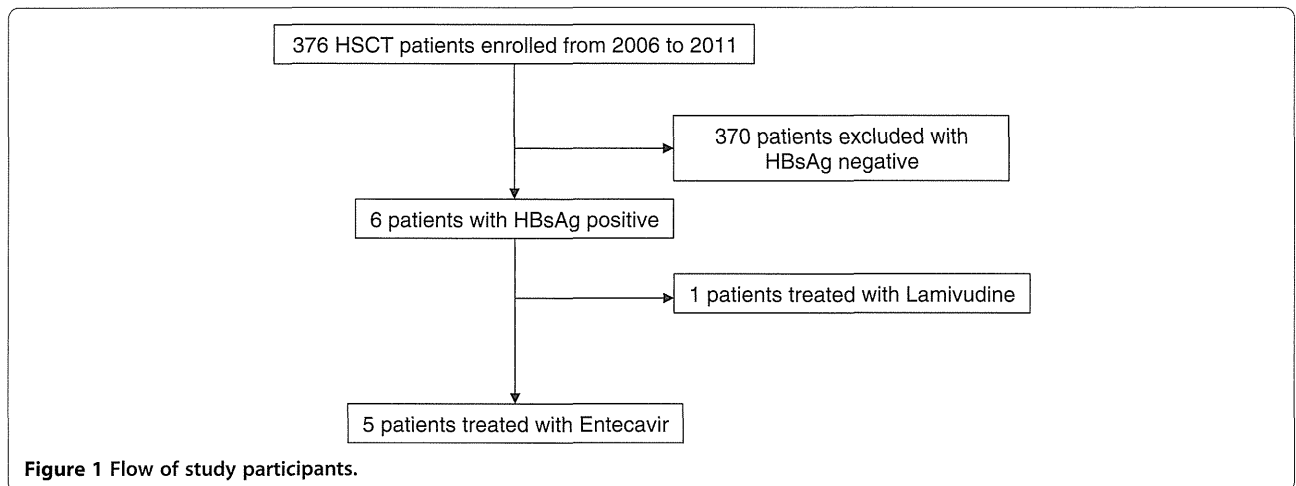 376 HSCT patients enrolled from 2006 to 2011
370 patients excluded with
HBsAg negative
6 patients with HBsAg positive
1 patients treated with Lamivudine
5 patients treated with Entecavir
Figure 1 Flow of study participants.